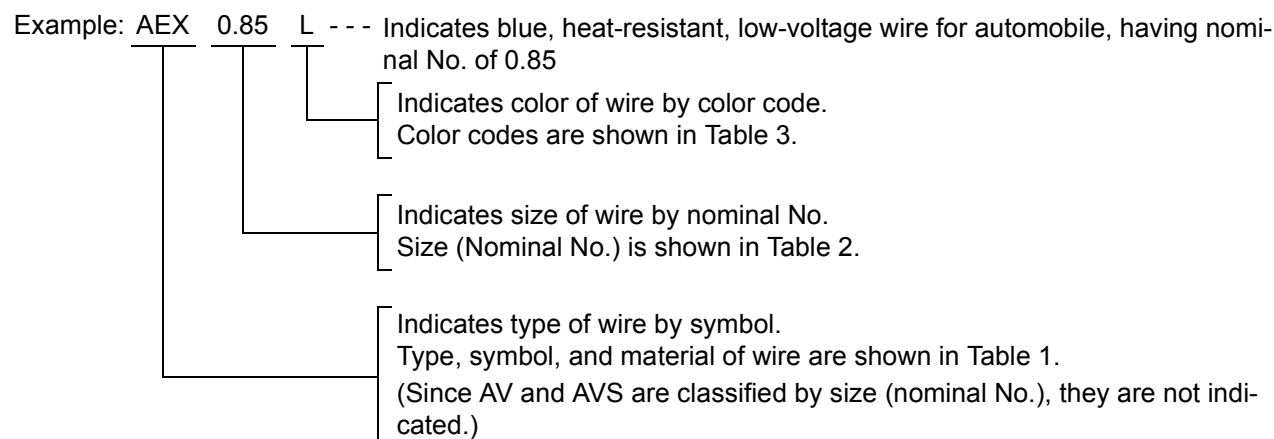 Example: AEX 0.85 L - - - Indicates blue, heat-resistant, low-voltage wire for automobile, having nomi-
nal No. of 0.85
Indicates color of wire by color code.
Color codes are shown in Table 3.
Indicates size of wire by nominal No.
Size (Nominal No.) is shown in Table 2.
Indicates type of wire by symbol.
Type, symbol, and material of wire are shown in Table 1.
(Since AV and AVS are classified by size (nominal No.), they are not indi-
cated.)